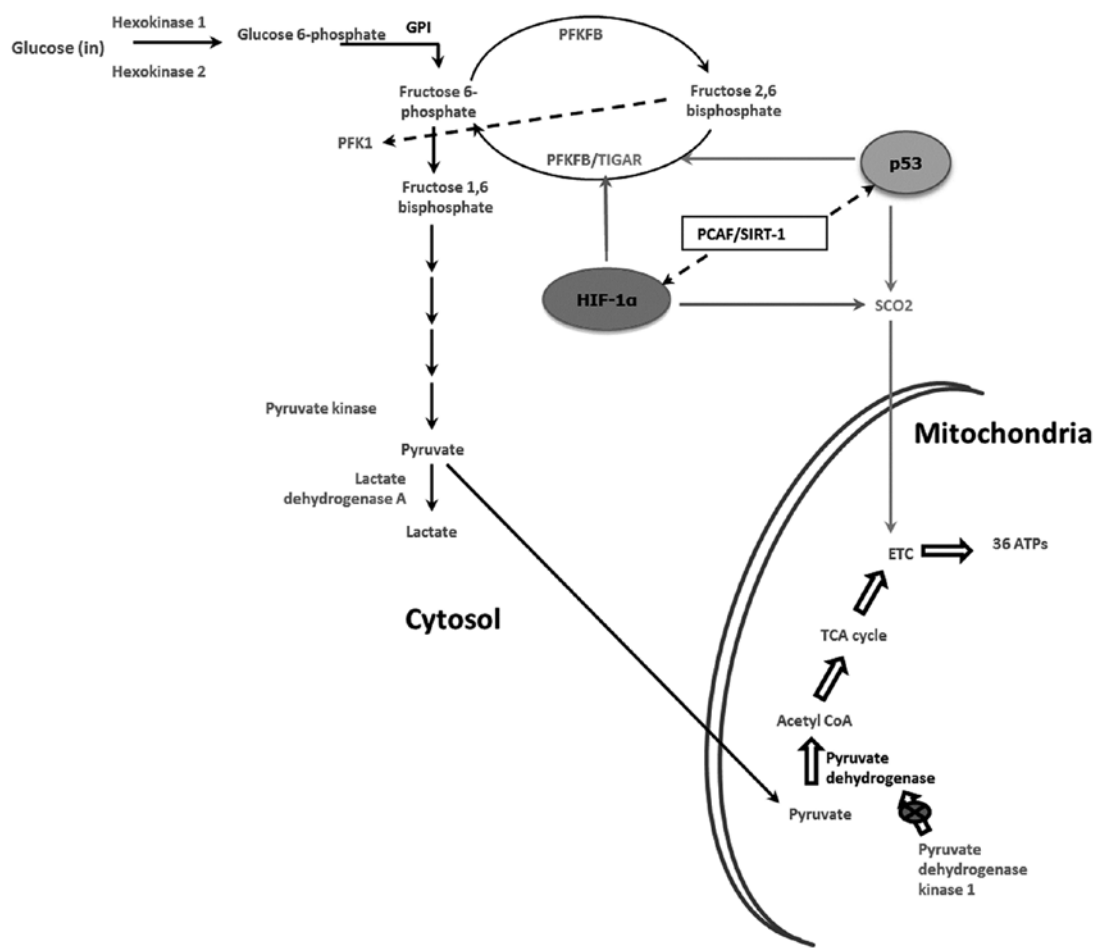 Hexokinase 1
Glucose (in)
Hexokinase 2
Glucose 6-phosphate
GPI
PFKFB
Fructose 6-
phosphate
Fructose 2,6
bisphosphate
PFK1
PFKFB/TIGAR
p53
Fructose 1,6
bisphosphate
PCAF/SIRT-1
HIF-1α
SCO2
Pyruvate kinase
Pyruvate
Mitochondria
Lactate
dehydrogenase A
Lactate
ETC
36 ATPs
Cytosol
TCA cycle
Acetyl CoA
Pyruvate
dehydrogenase
Pyruvate
Pyruvate
dehydrogenase
kinase 1